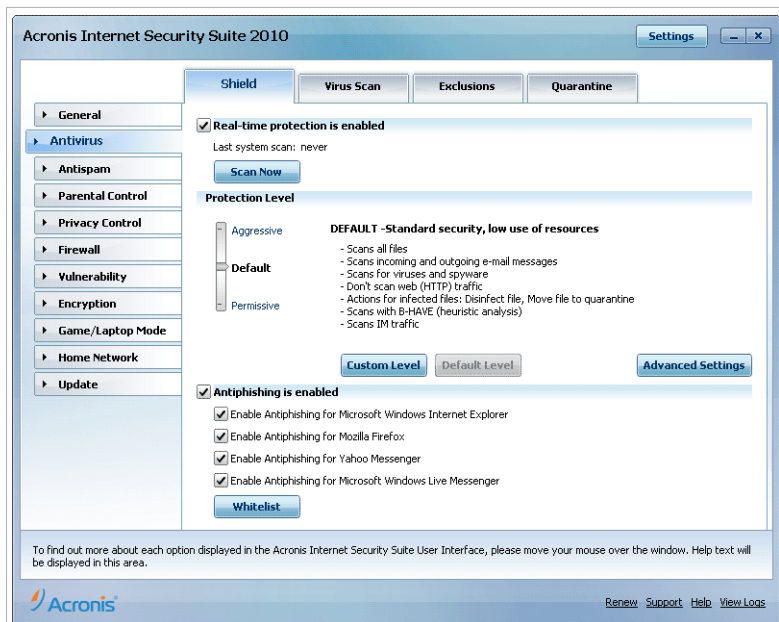 Acronis Internet Security Suite 2010
Settings
Shield
Virus Scan
Exclusions
Quarantine
General
Antivirus
Antispam
Parental Control
Privacy Control
Firewall
Vulnerability
Encryption
Game/Laptop Mode
Home Network
Update
Real-time protection is enabled
Last system scan: never
Scan Now
Protection Level
Aggressive
Default
Permissive
DEFAULT -Standard security, low use of resources
- Scans all files
- Scans incoming and outgoing e-mail messages
- Scans for viruses and spyware
- Don't scan web (HTTP) traffic
- Actions for infected files: Disinfect file, Move file to quarantine
- Scans with B-HAVE (heuristic analysis)
- Scans IM traffic
Custom Level
Default Level
Advanced Settings
Antiphishing is enabled
Enable Antiphishing for Microsoft Windows Internet Explorer
Enable Antiphishing for Mozilla Firefox
Enable Antiphishing for Yahoo Messenger
Enable Antiphishing for Microsoft Windows Live Messenger
Whitelist
To find out more about each option displayed in the Acronis Internet Security Suite User Interface, please move your mouse over the window. Help text will
be displayed in this area.
Acronis
Renew Support Help View Logs